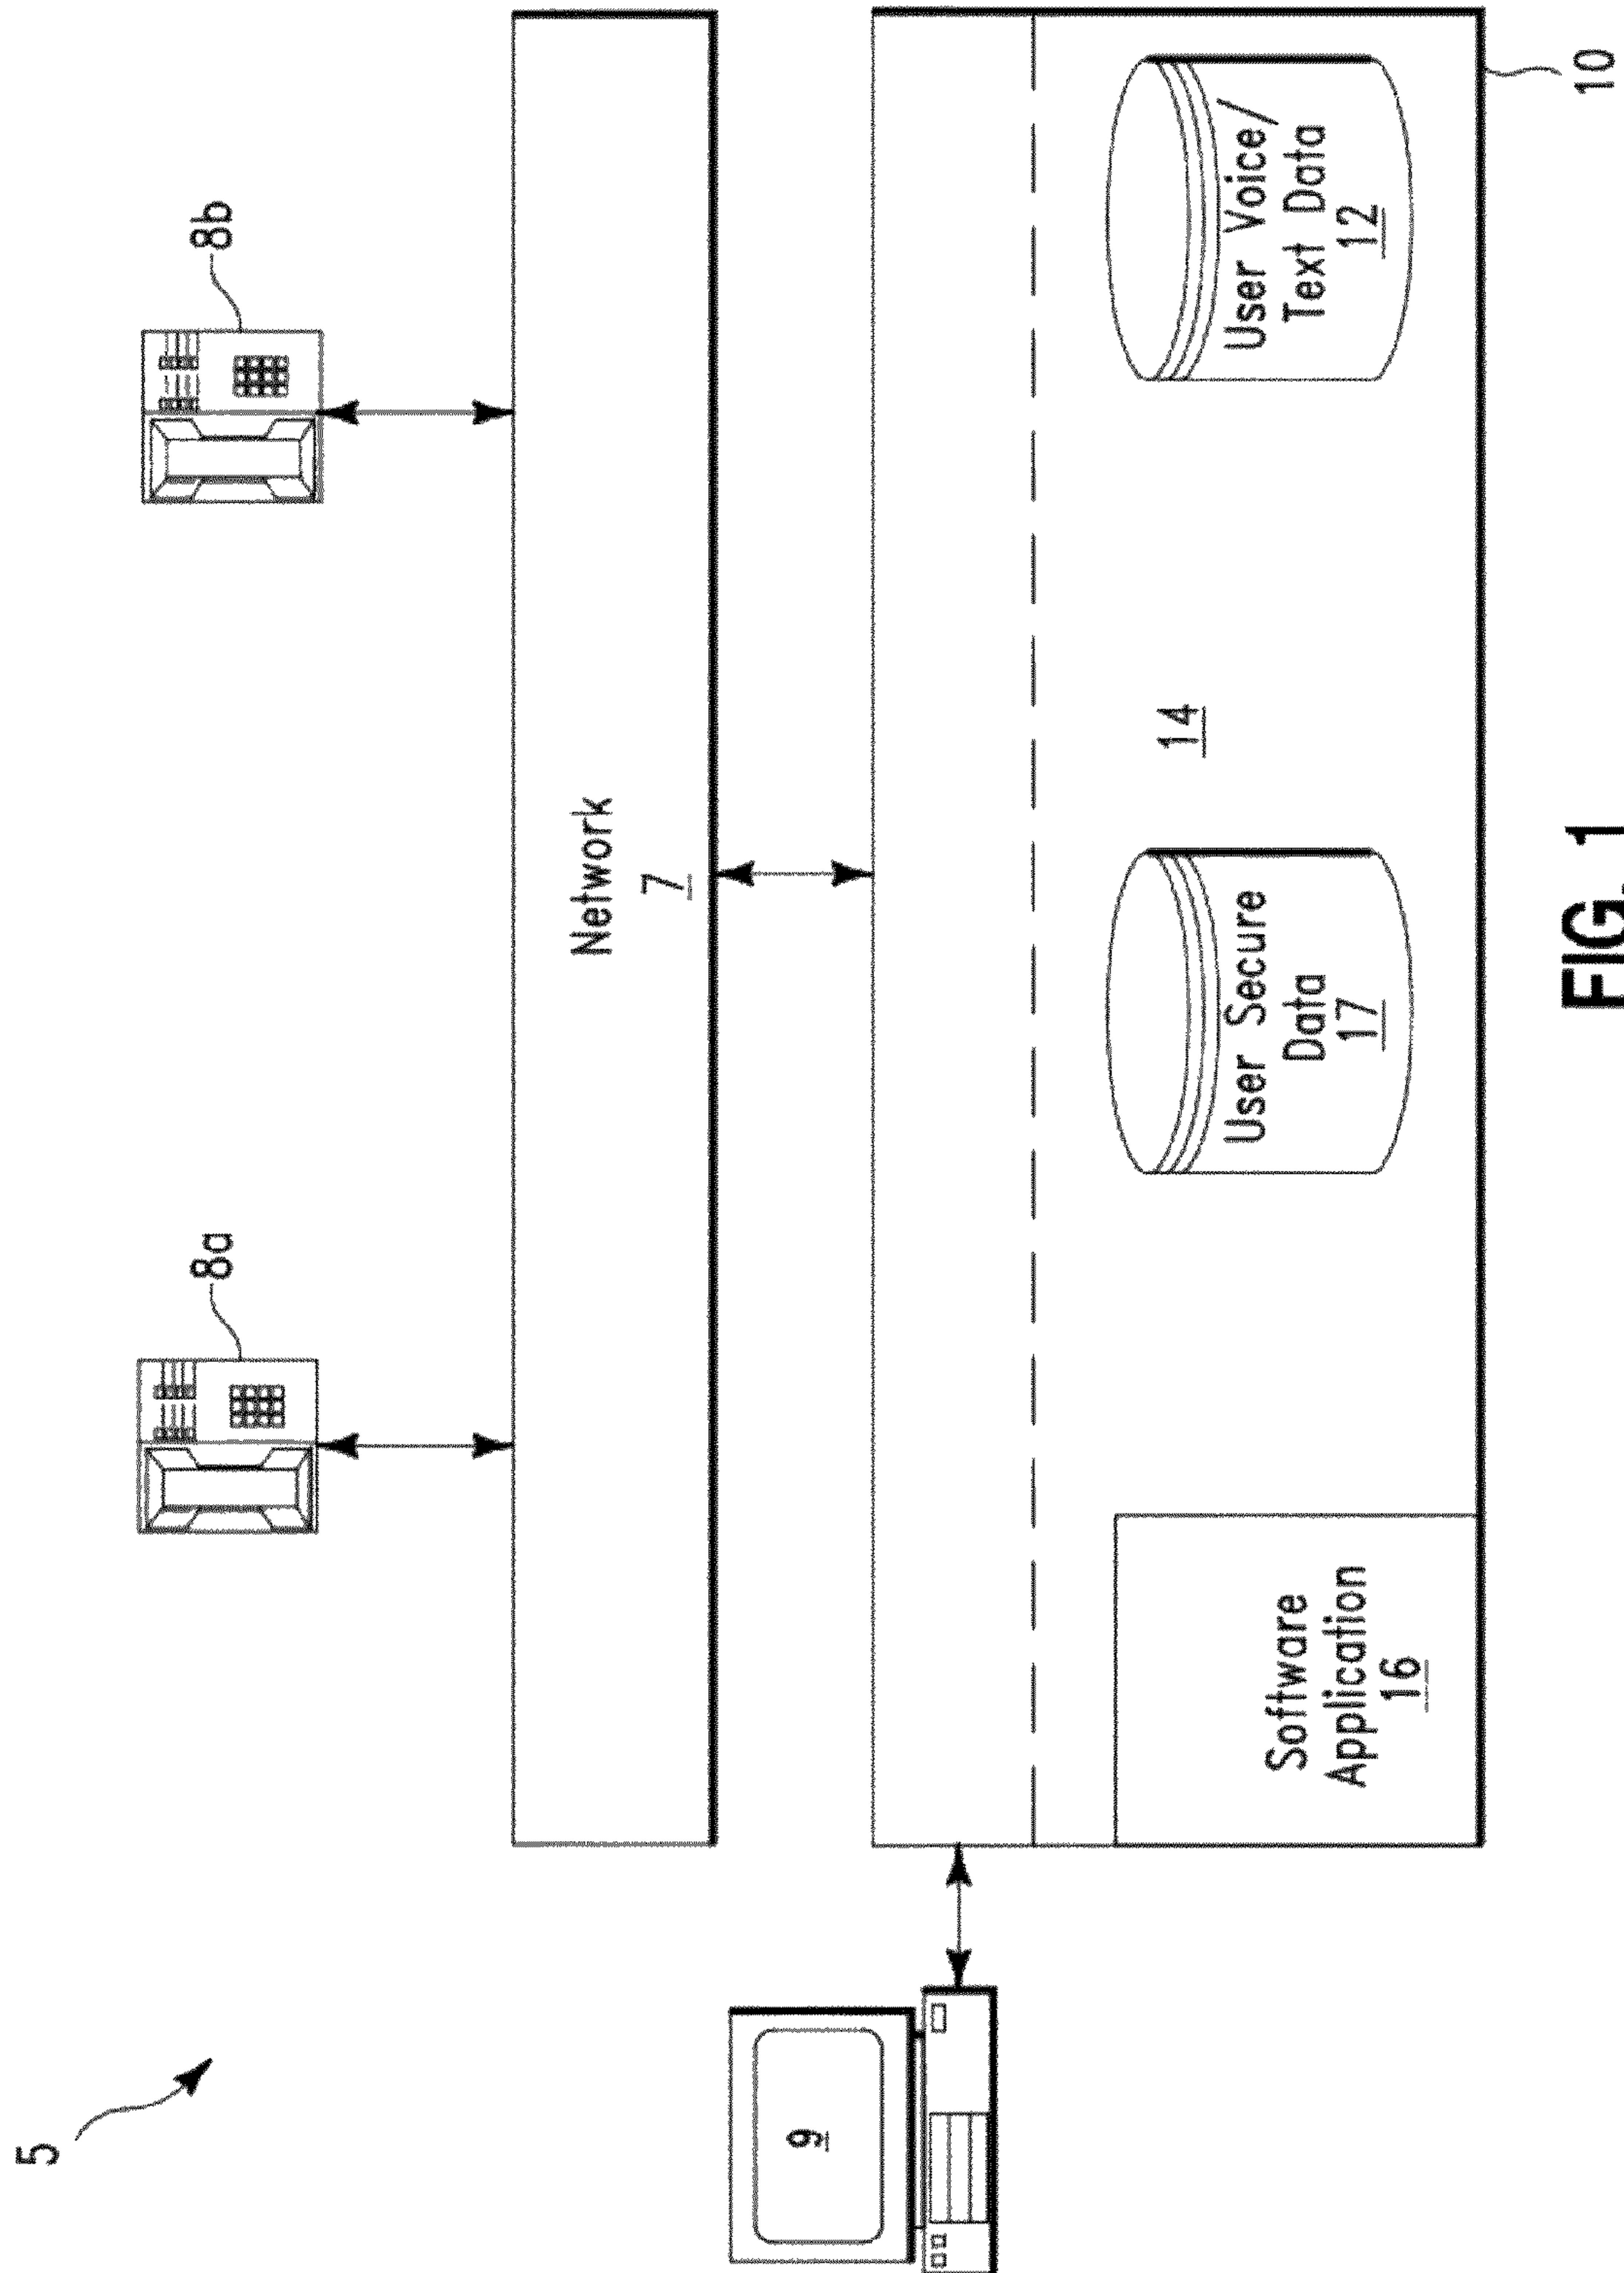 5
8a
8b
Network
7
9
14
Software
Application
16
User Secure
Data
17
User Voice/
Text Data
12
10
FIG. 1